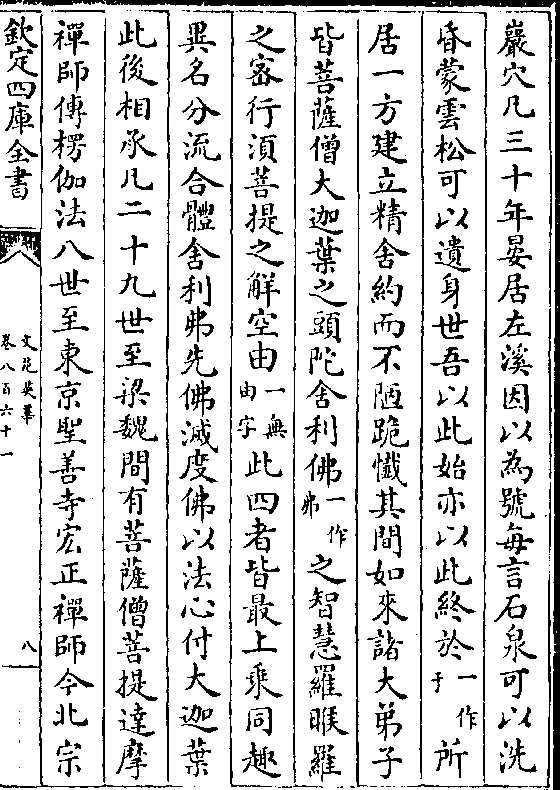 巖穴凡三十年晏居左溪因以為號每言石泉可以洗
昏蒙雲松可以遺身世吾以此始亦以此終於一作于所
居一方建立精舍約而不陋跪懺其間如來諸大弟子
皆菩薩僧大迦葉之頭陀舍利佛一作弗之智慧羅睺羅
之宻行須菩提之解空由一無由字此四者皆最上乘同趣
異名分流合體舍利弗先佛滅度佛以法心付大迦葉
此後相承凡二十九世至梁魏間有菩薩僧菩提達摩
禪師傳楞伽法八世至東京聖善寺宏正禪師今北宗
欽定四庫全書
文苑英華
卷八百六十一
八